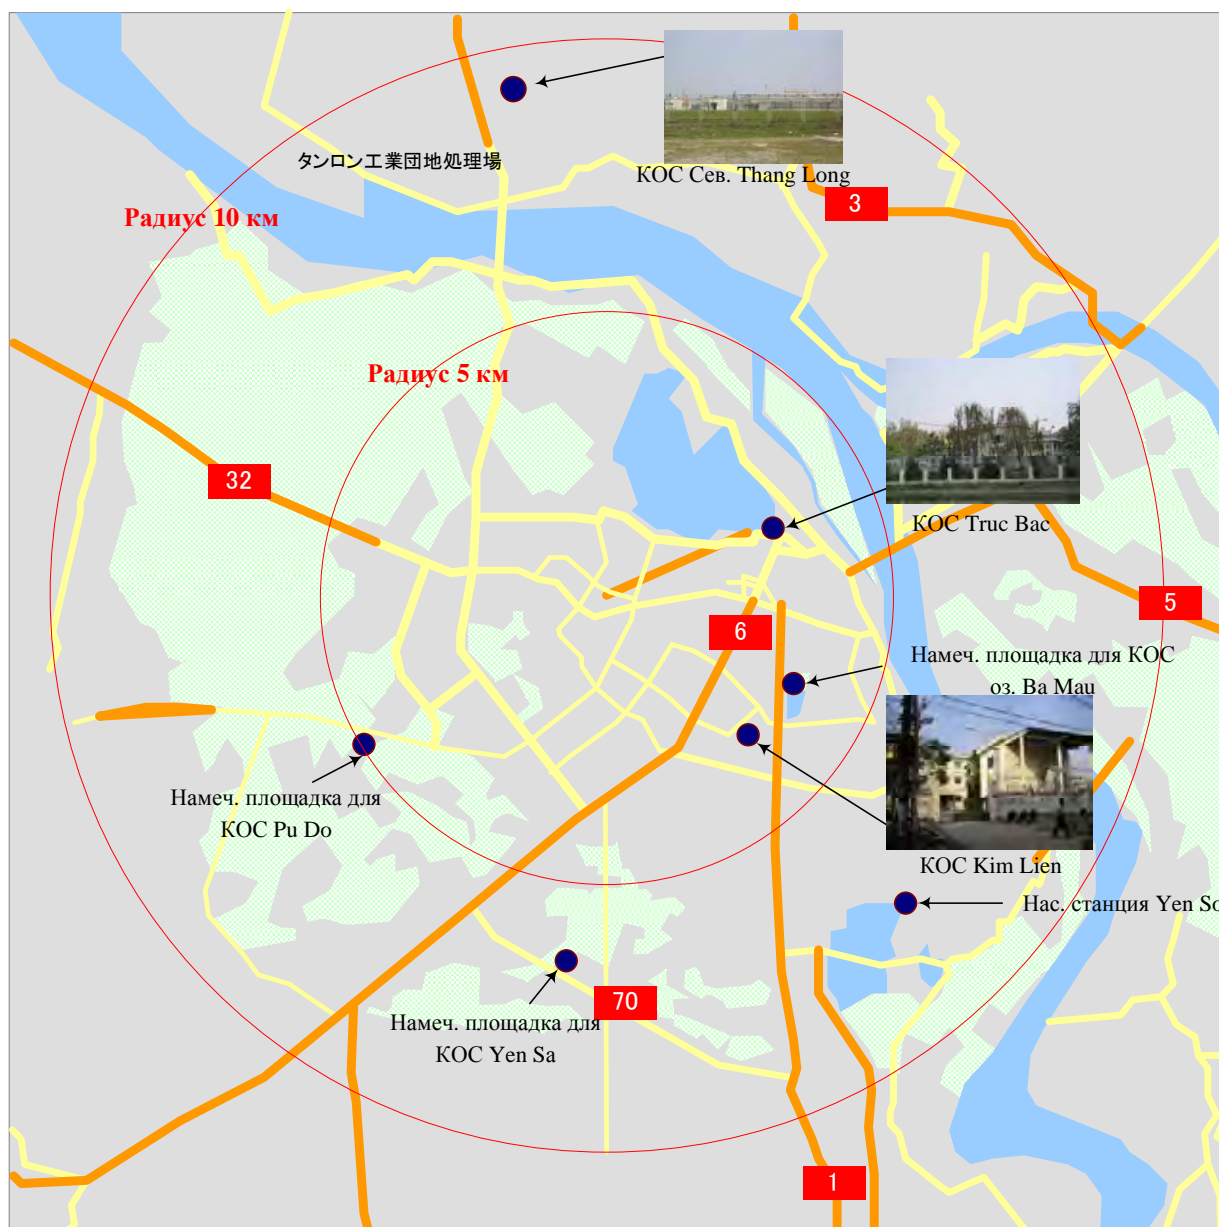 タンロン工業団地処理場
КОС Сев. Thang Long
3
Радиус 10 км
Радиус 5 км
32
КОС Truc Bac
5
6
Намеч. площадка для КОС
оз. Ba Mau
Намеч. площадка для
КОС Pu Do
КОС Kim Lien
Нас. станция Yen So
70
Намеч. площадка для
КОС Yen Sa
1